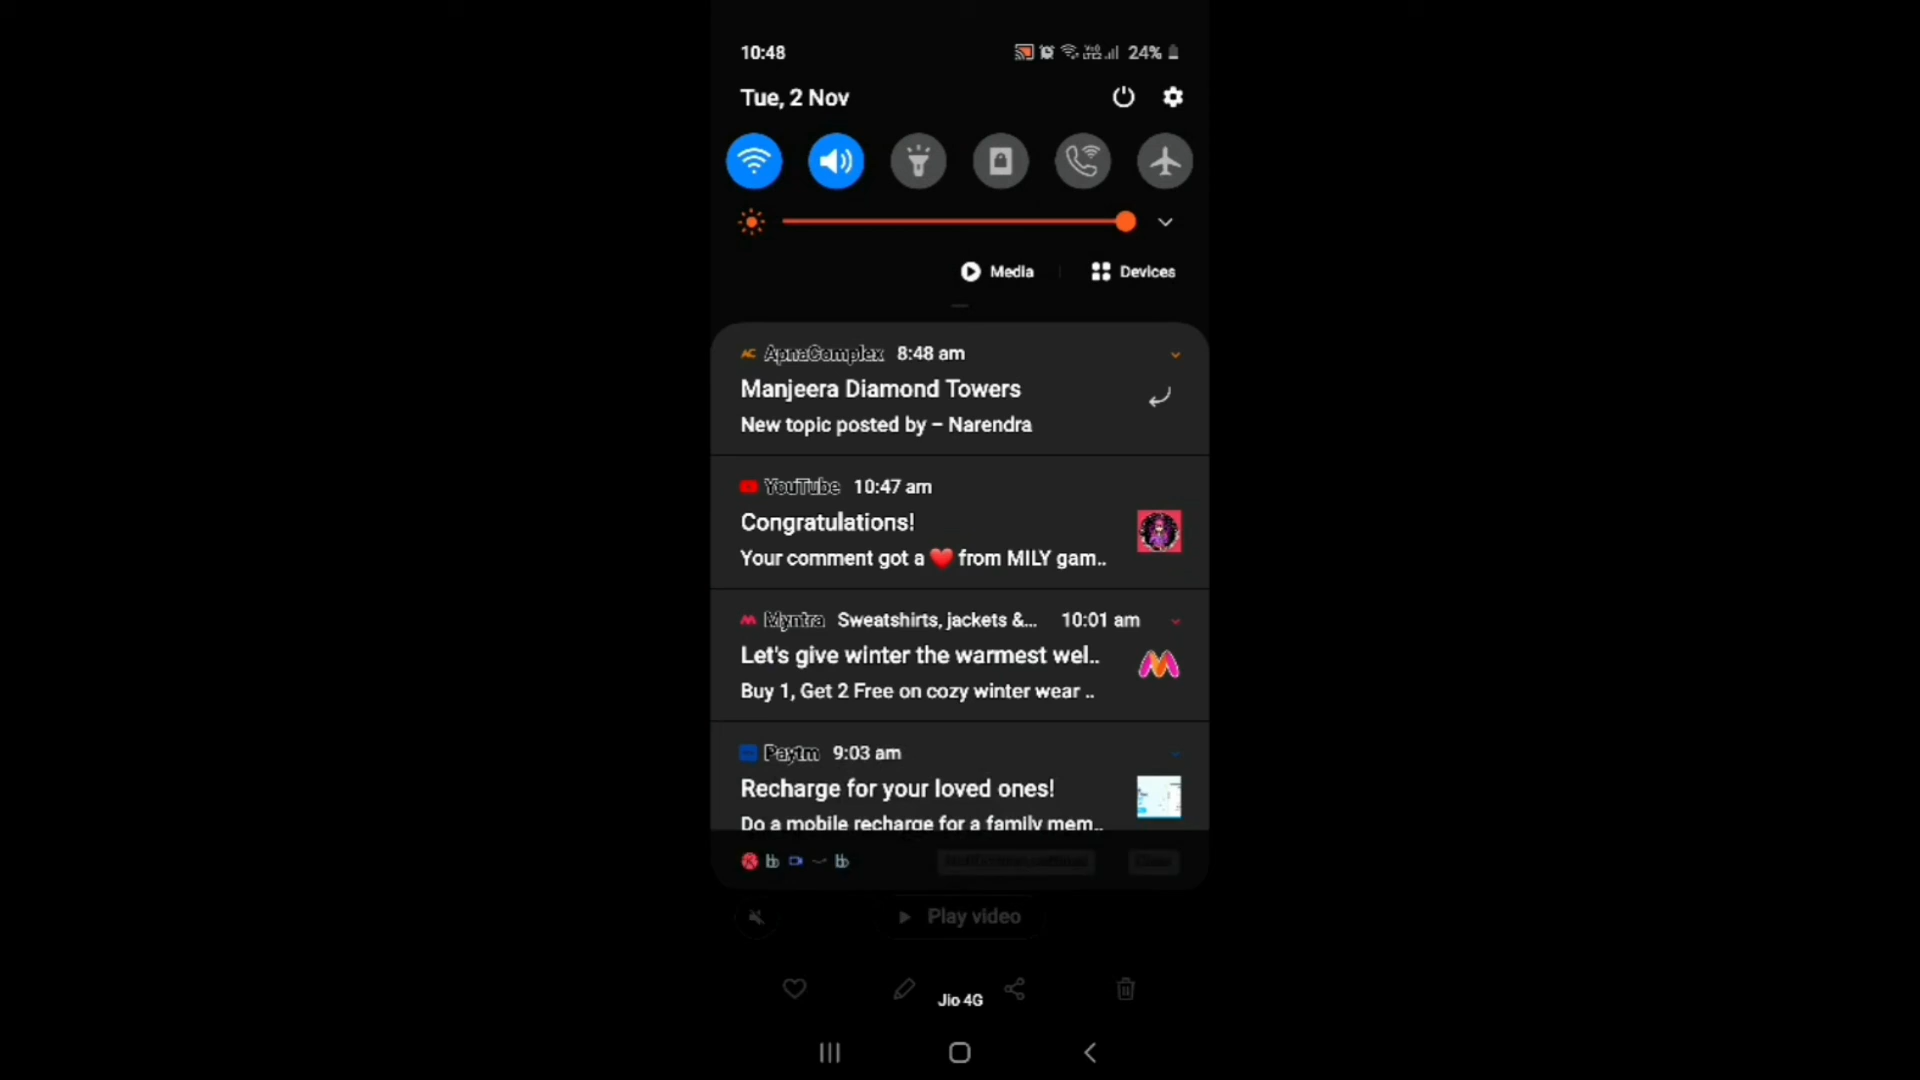 10:48 24%
Tue, 2 Nov
Media Devices
ApnaComplex 8:48 am
Manjeera Diamond Towers
New topic posted by – Narendra
YouTube 10:47 am
Congratulations!
Your comment got a ❤️ from MILY gam..
Myntra Sweatshirts, jackets &... 10:01 am
Let's give winter the warmest wel..
Buy 1, Get 2 Free on cozy winter wear ..
Paytm 9:03 am
Recharge for your loved ones!
Do a mobile recharge for a family mem..
Play video
Jio 4G